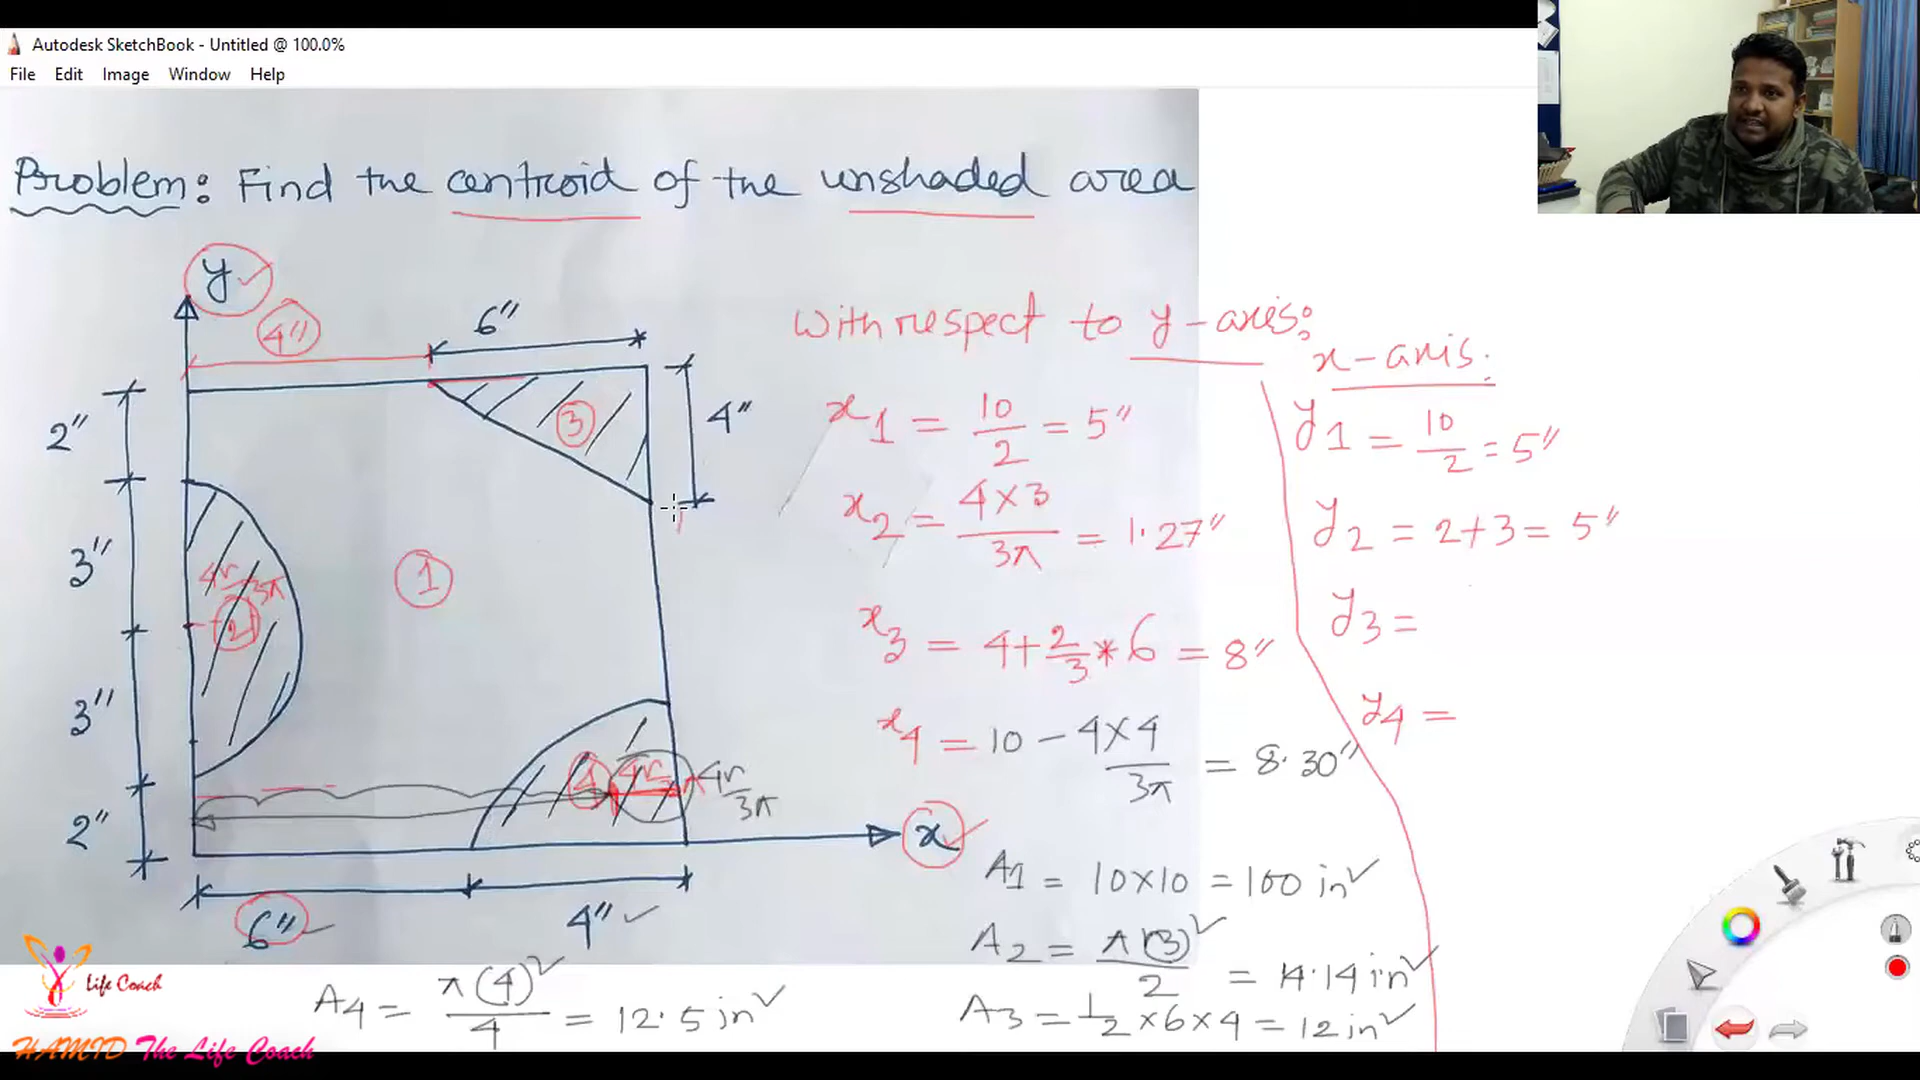 Autodesk SketchBook - Untitled @ 100.0%
File Edit Image Window Help
Problem: Find the centroid of the unshaded area
y
4"
6"
2"
3"
3"
2"
4"
3
1
4r
3π
2
4
4r
4r
3π
x
6"
4"
With respect to y-axis:
x1 = 10/2 = 5"
x2 = 4×3/3π = 1.27"
x3 = 4+2/3*6 = 8"
x4 = 10 - 4×4/3π = 8.30"
x-axis.
y1 = 10/2 = 5"
y2 = 2+3 = 5"
y3 =
y4 =
A1 = 10×10 = 100 in²
A2 = π(3)²/2 = 14.14 in²
A3 = 1/2×6×4 = 12 in²
A4 = π(4)²/4 = 12.5 in²
Life Coach
HAMID The Life Coach